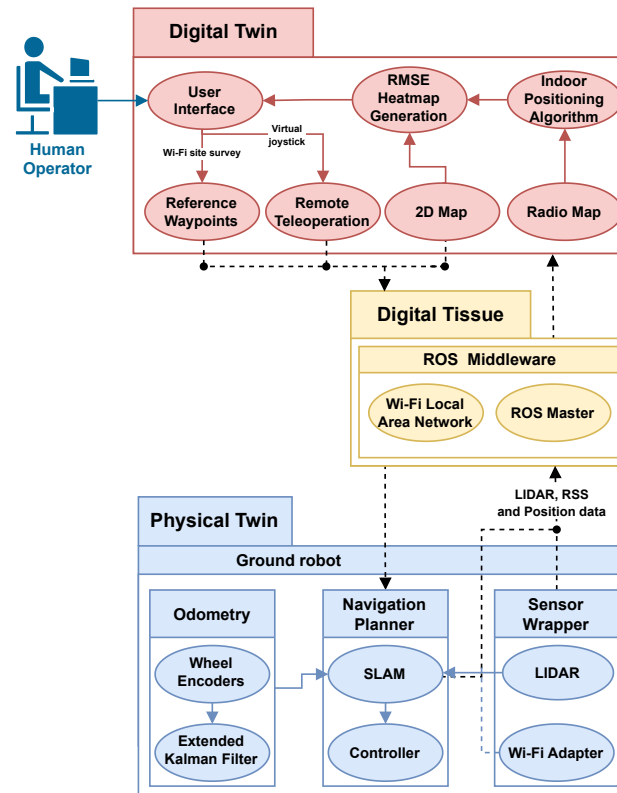 Digital Twin
Human
Operator
User
Interface
RMSE
Heatmap
Generation
Indoor
Positioning
Algorithm
Wi-Fi site survey
Virtual
joystick
Reference
Waypoints
Remote
Teleoperation
2D Map
Radio Map
Digital Tissue
ROS Middleware
Wi-Fi Local
Area Network
ROS Master
LIDAR, RSS
and Position data
Physical Twin
Ground robot
Odometry
Navigation
Planner
Sensor
Wrapper
Wheel
Encoders
SLAM
LIDAR
Extended
Kalman Filter
Controller
Wi-Fi Adapter